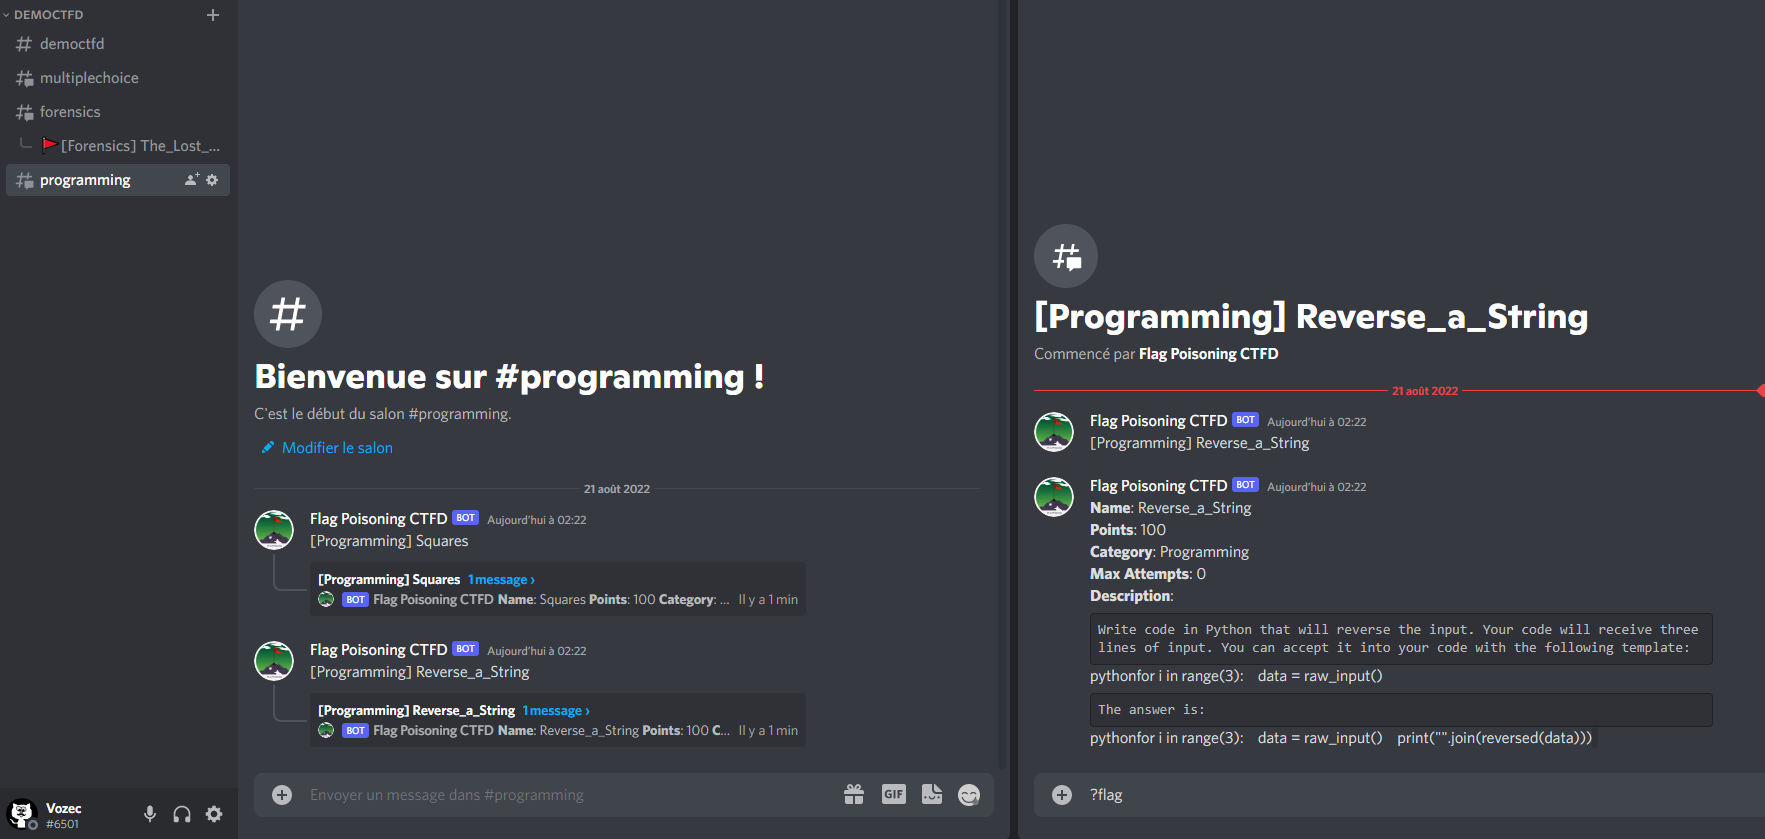 DEMOCTFD
democtfd
multiplechoice
forensics
[Forensics] The_Lost_...
programming
Vozec
#6501
Bienvenue sur #programming !
C'est le début du salon #programming.
Modifier le salon
21 août 2022
Flag Poisoning CTFD BOT Aujourd'hui à 02:22
[Programming] Squares
[Programming] Squares 1 message ›
BOT Flag Poisoning CTFD Name: Squares Points: 100 Category: ... Il y a 1 min
Flag Poisoning CTFD BOT Aujourd'hui à 02:22
[Programming] Reverse_a_String
[Programming] Reverse_a_String 1 message ›
BOT Flag Poisoning CTFD Name: Reverse_a_String Points: 100 C... Il y a 1 min
Envoyer un message dans #programming
GIF
[Programming] Reverse_a_String
Commencé par Flag Poisoning CTFD
21 août 2022
Flag Poisoning CTFD BOT Aujourd'hui à 02:22
[Programming] Reverse_a_String
Flag Poisoning CTFD BOT Aujourd'hui à 02:22
Name: Reverse_a_String
Points: 100
Category: Programming
Max Attempts: 0
Description:
Write code in Python that will reverse the input. Your code will receive three
lines of input. You can accept it into your code with the following template:
pythonfor i in range(3): data = raw_input()
The answer is:
pythonfor i in range(3): data = raw_input() print("".join(reversed(data)))
?flag